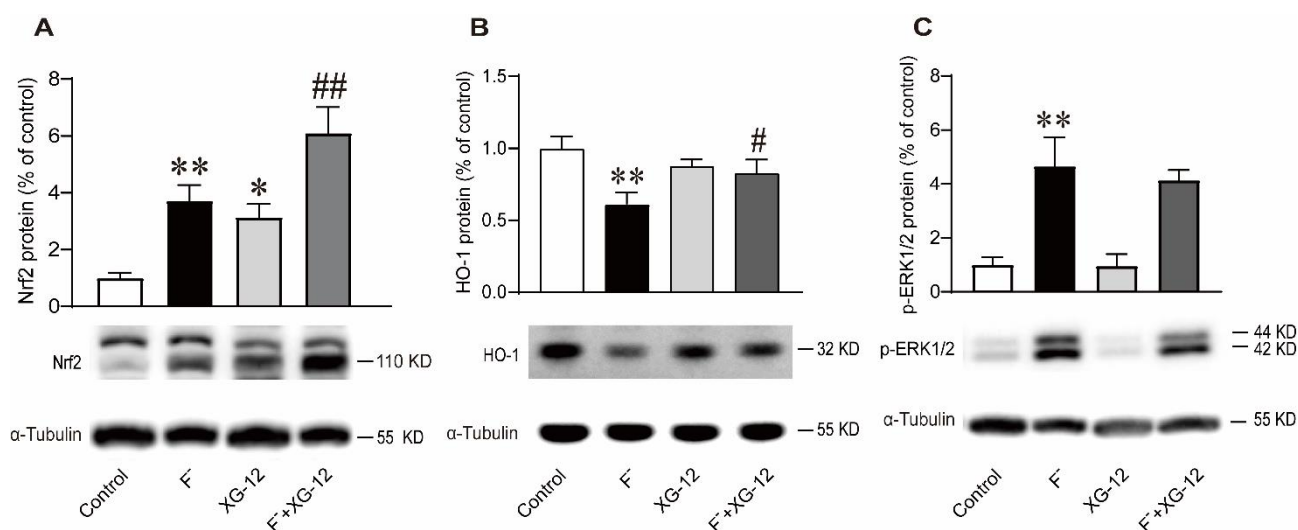 A
Nrf2 protein (% of control)
8
6
4
2
0
**
*
##
Nrf2
110 KD
α-Tubulin
55 KD
Control
F⁻
XG-12
F⁻+XG-12
B
HO-1 protein (% of control)
1.5
1.0
0.5
0.0
**
#
HO-1
32 KD
α-Tubulin
55 KD
Control
F⁻
XG-12
F⁻+XG-12
C
p-ERK1/2 protein (% of control)
8
6
4
2
0
**
p-ERK1/2
44 KD
42 KD
α-Tubulin
55 KD
Control
F⁻
XG-12
F⁻+XG-12